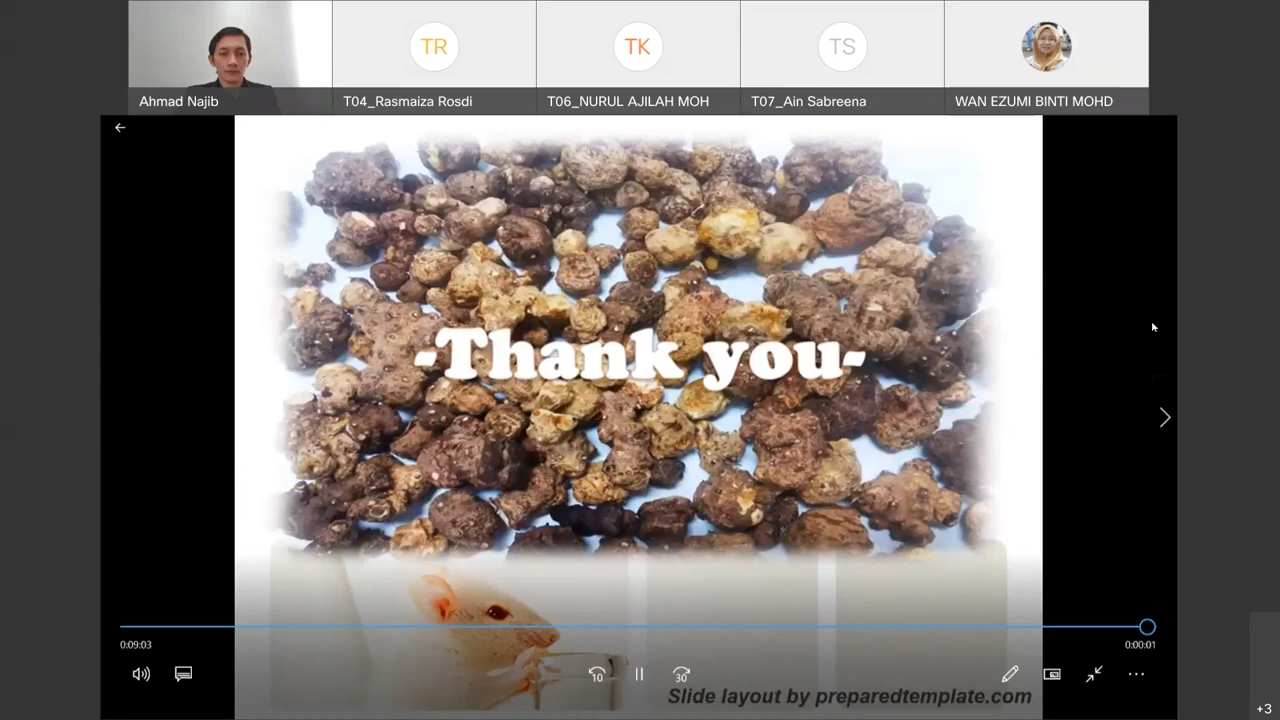 TR
TK
TS
Ahmad Najib
T04_Rasmaiza Rosdi
T06_NURUL AJILAH MOH
T07_Ain Sabreena
WAN EZUMI BINTI MOHD
-Thank you-
0:09:03
0:00:01
10
30
Slide layout by preparedtemplate.com
+3